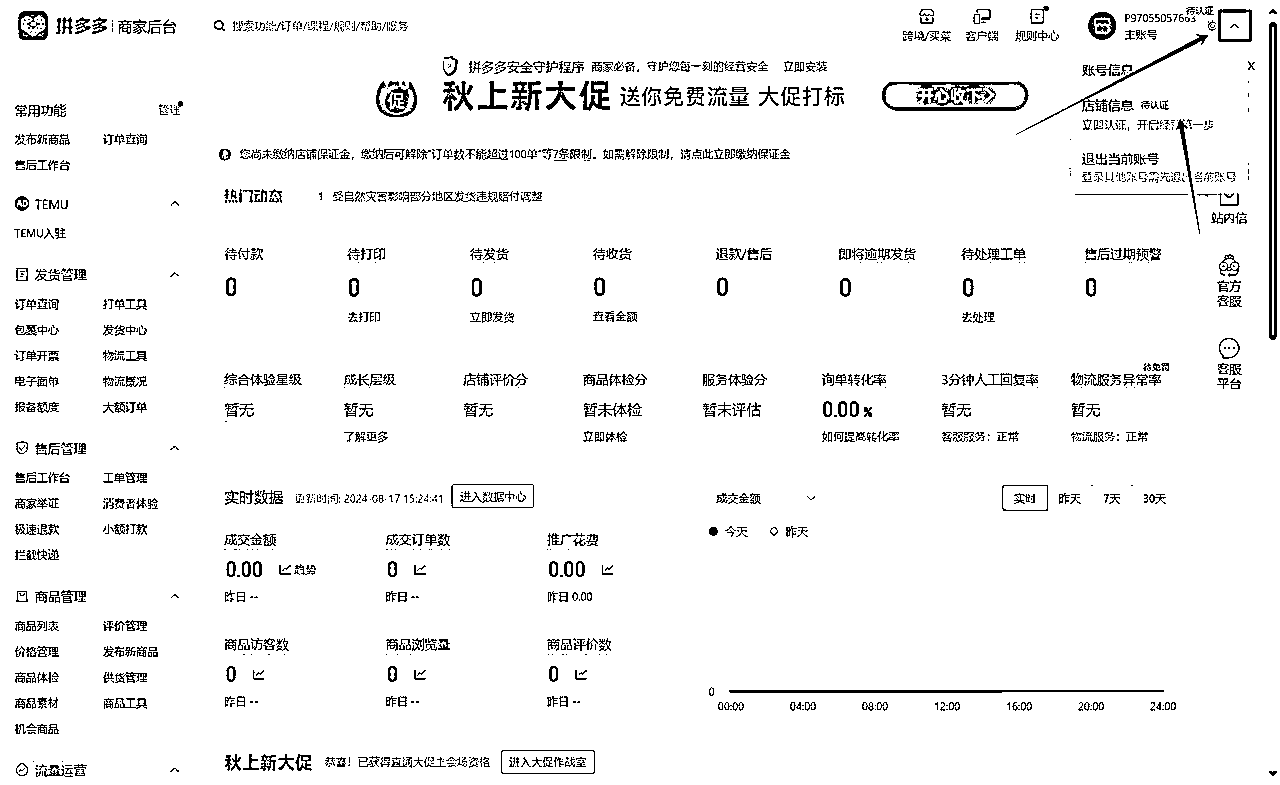 拼多多 商家后台
搜索功能/订单/课程/规则/帮助/服务
跨境/买菜
客户端
规则中心
待认证
P97055057663
主账号
拼多多安全守护程序 商家必备，守护您每一刻的经营安全 立即安装
促 秋上新大促 送你免费流量 大促打标 开心收下
x
账号信息
店铺信息 待认证
立即认证，开启经营第一步
退出当前账号
登录其他账号需先退出当前账号
您尚未缴纳店铺保证金，缴纳后可解除"订单数不能超过100单"等7条限制。如需解除限制，请点此立即缴纳保证金
常用功能 管理
发布新商品 订单查询
售后工作台
AD TEMU
TEMU入驻
发货管理
订单查询 打单工具
包裹中心 发货中心
订单开票 物流工具
电子面单 物流概况
报备额度 大额订单
售后管理
售后工作台 工单管理
商家举证 消费者体验
极速退款 小额打款
拦截快递
商品管理
商品列表 评价管理
价格管理 发布新商品
商品体检 供货管理
商品素材 商品工具
机会商品
流量运营
热门动态 1 受自然灾害影响部分地区发货违规赔付调整
待付款 待打印 待发货 待收货 退款/售后 即将逾期发货 待处理工单 售后过期预警
0 0 0 0 0 0 0 0
去打印 立即发货 查看金额 去处理
综合体验星级 成长层级 店铺评价分 商品体检分 服务体验分 询单转化率 3分钟人工回复率 物流服务异常率
暂无 暂无 暂无 暂未体检 暂未评估 0.00% 暂无 暂无
了解更多 立即体检 如何提高转化率 客服服务：正常 物流服务：正常
实时数据 更新时间: 2024-08-17 15:24:41 进入数据中心
成交金额 成交订单数 推广花费
0.00 趋势 0 0.00
昨日 -- 昨日 -- 昨日 0.00
商品访客数 商品浏览量 商品评价数
0 0 0
昨日 -- 昨日 -- 昨日 --
成交金额 实时 昨天 7天 30天
今天 昨天
0
00:00 04:00 08:00 12:00 16:00 20:00 24:00
秋上新大促 恭喜！已获得直通大促主会场资格 进入大促作战室
站内信
官方
客服
客服
平台